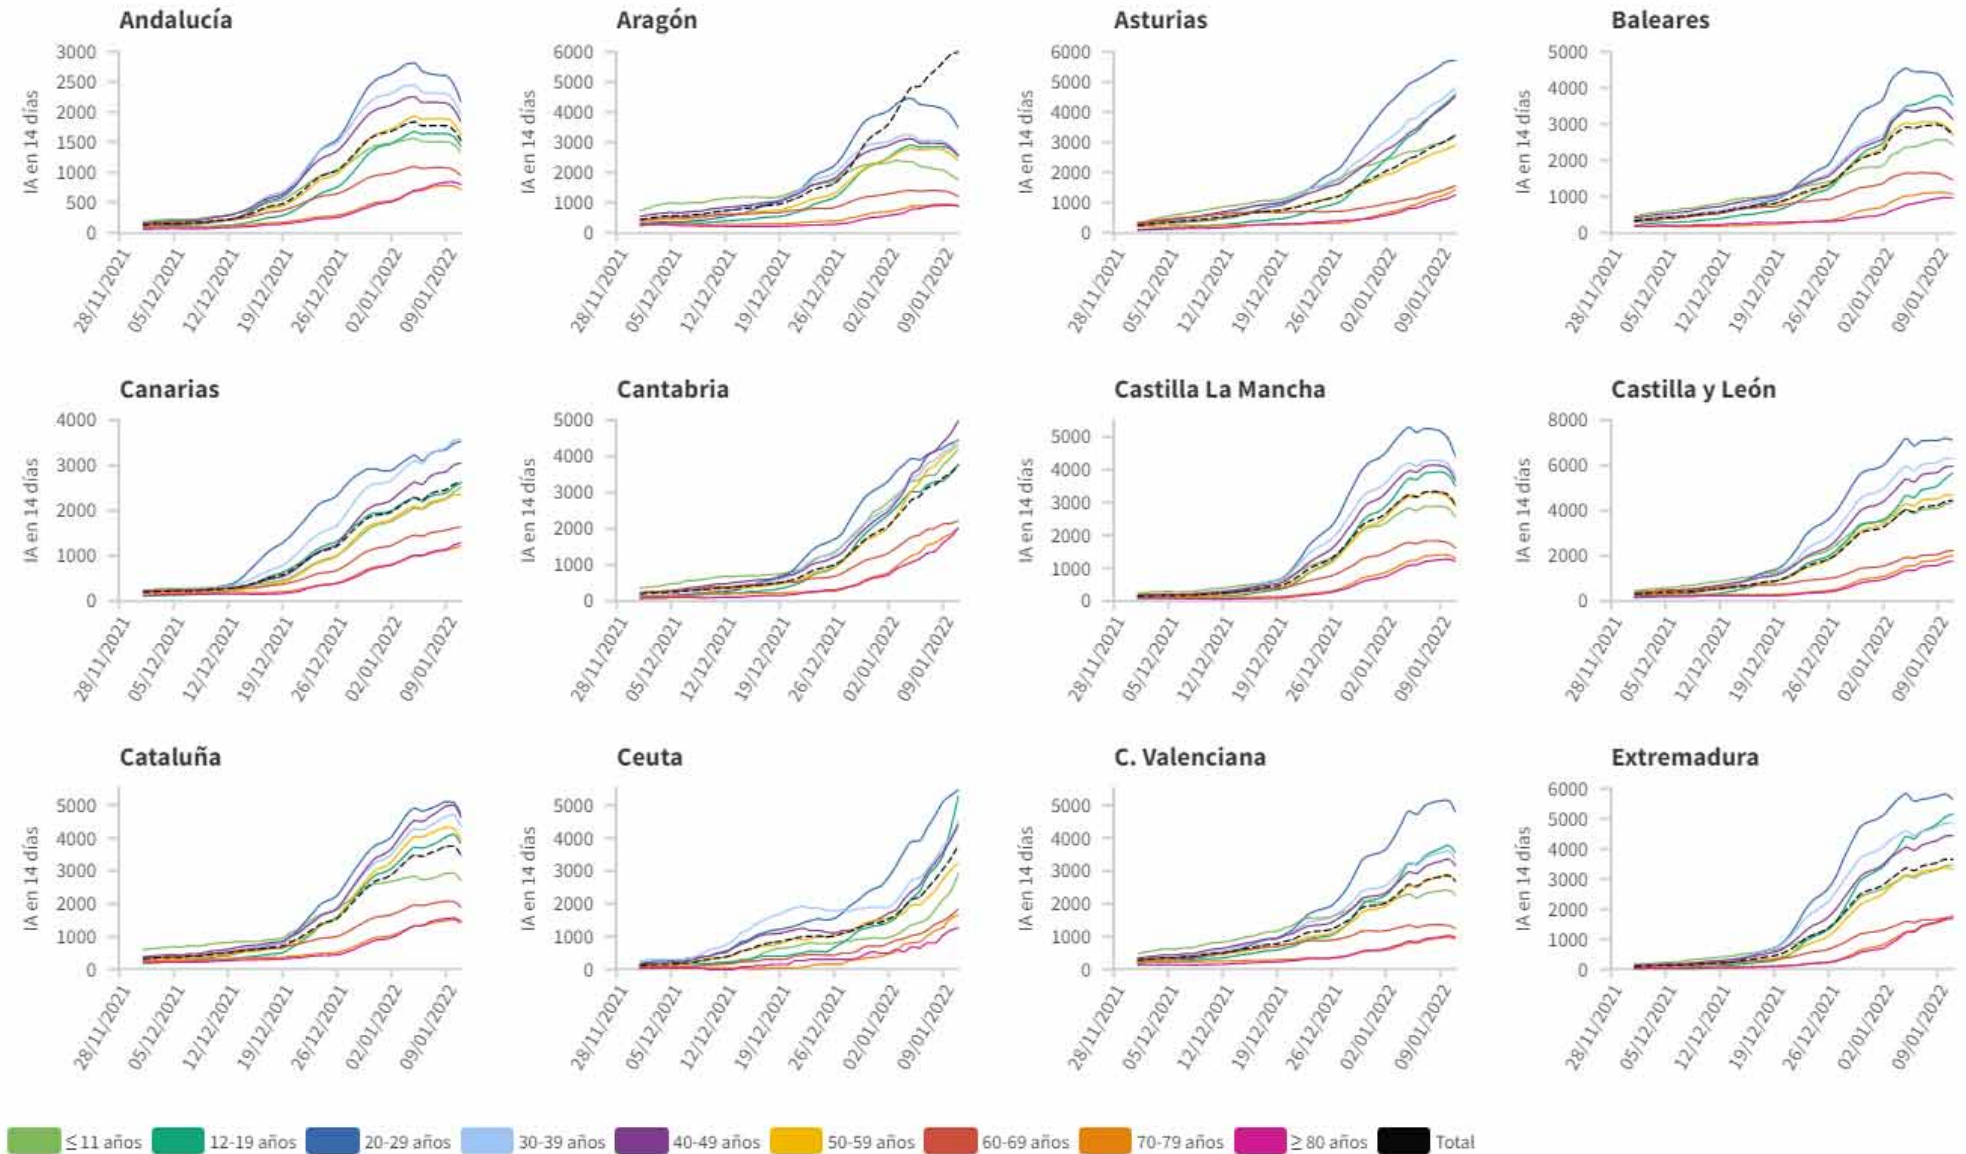 Andalucía Aragón Asturias Baleares
IA en 14 días 3000 2500 2000 1500 1000 500 0
28/11/2021 05/12/2021 12/12/2021 19/12/2021 26/12/2021 02/01/2022 09/01/2022
IA en 14 días 6000 5000 4000 3000 2000 1000 0
28/11/2021 05/12/2021 12/12/2021 19/12/2021 26/12/2021 02/01/2022 09/01/2022
IA en 14 días 6000 5000 4000 3000 2000 1000 0
28/11/2021 05/12/2021 12/12/2021 19/12/2021 26/12/2021 02/01/2022 09/01/2022
IA en 14 días 5000 4000 3000 2000 1000 0
28/11/2021 05/12/2021 12/12/2021 19/12/2021 26/12/2021 02/01/2022 09/01/2022
Canarias Cantabria Castilla La Mancha Castilla y León
IA en 14 días 4000 3000 2000 1000 0
28/11/2021 05/12/2021 12/12/2021 19/12/2021 26/12/2021 02/01/2022 09/01/2022
IA en 14 días 5000 4000 3000 2000 1000 0
28/11/2021 05/12/2021 12/12/2021 19/12/2021 26/12/2021 02/01/2022 09/01/2022
IA en 14 días 5000 4000 3000 2000 1000 0
28/11/2021 05/12/2021 12/12/2021 19/12/2021 26/12/2021 02/01/2022 09/01/2022
IA en 14 días 8000 6000 4000 2000 0
28/11/2021 05/12/2021 12/12/2021 19/12/2021 26/12/2021 02/01/2022 09/01/2022
Cataluña Ceuta C. Valenciana Extremadura
IA en 14 días 5000 4000 3000 2000 1000 0
28/11/2021 05/12/2021 12/12/2021 19/12/2021 26/12/2021 02/01/2022 09/01/2022
IA en 14 días 5000 4000 3000 2000 1000 0
28/11/2021 05/12/2021 12/12/2021 19/12/2021 26/12/2021 02/01/2022 09/01/2022
IA en 14 días 5000 4000 3000 2000 1000 0
28/11/2021 05/12/2021 12/12/2021 19/12/2021 26/12/2021 02/01/2022 09/01/2022
IA en 14 días 6000 5000 4000 3000 2000 1000 0
28/11/2021 05/12/2021 12/12/2021 19/12/2021 26/12/2021 02/01/2022 09/01/2022
≤ 11 años 12-19 años 20-29 años 30-39 años 40-49 años 50-59 años 60-69 años 70-79 años ≥ 80 años Total